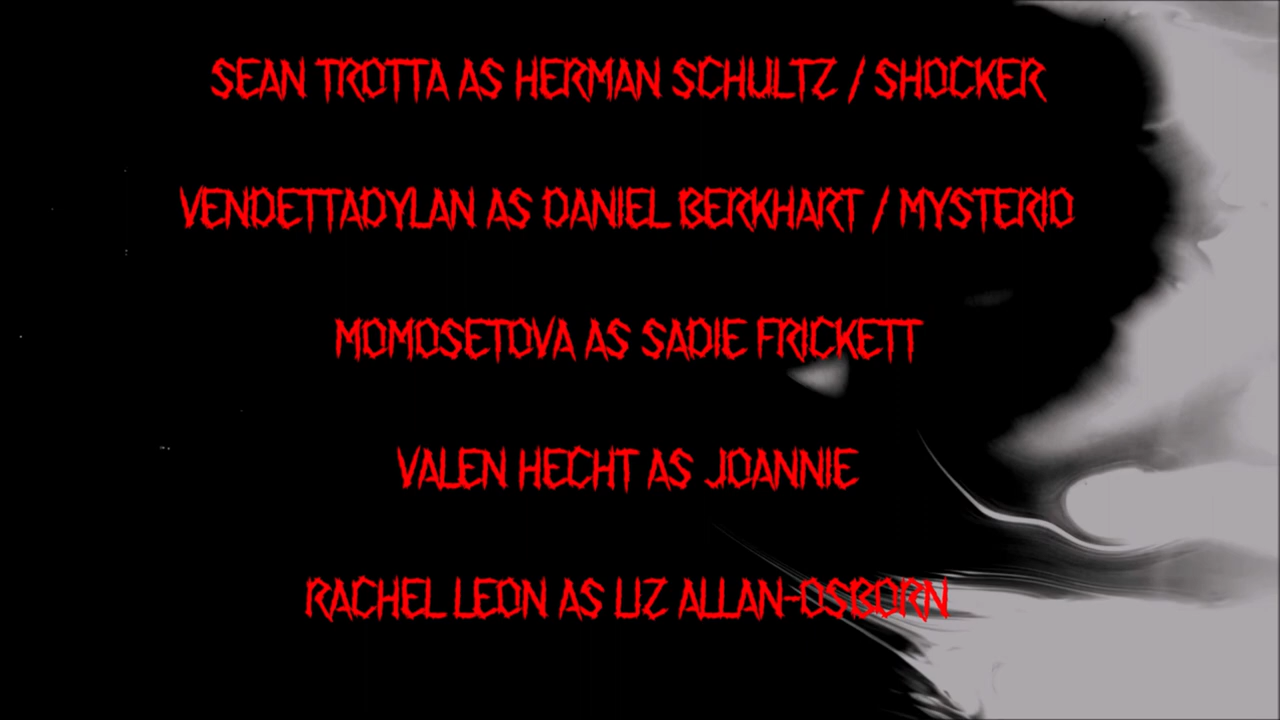 SEAN TROTTA AS HERMAN SCHULTZ / SHOCKER
VENDETTADYLAN AS DANIEL BERKHART / MYSTERIO
MOMOSETOVA AS SADIE FRICKETT
VALEN HECHT AS JOANNIE
RACHEL LEON AS LIZ ALLAN-OSBORN